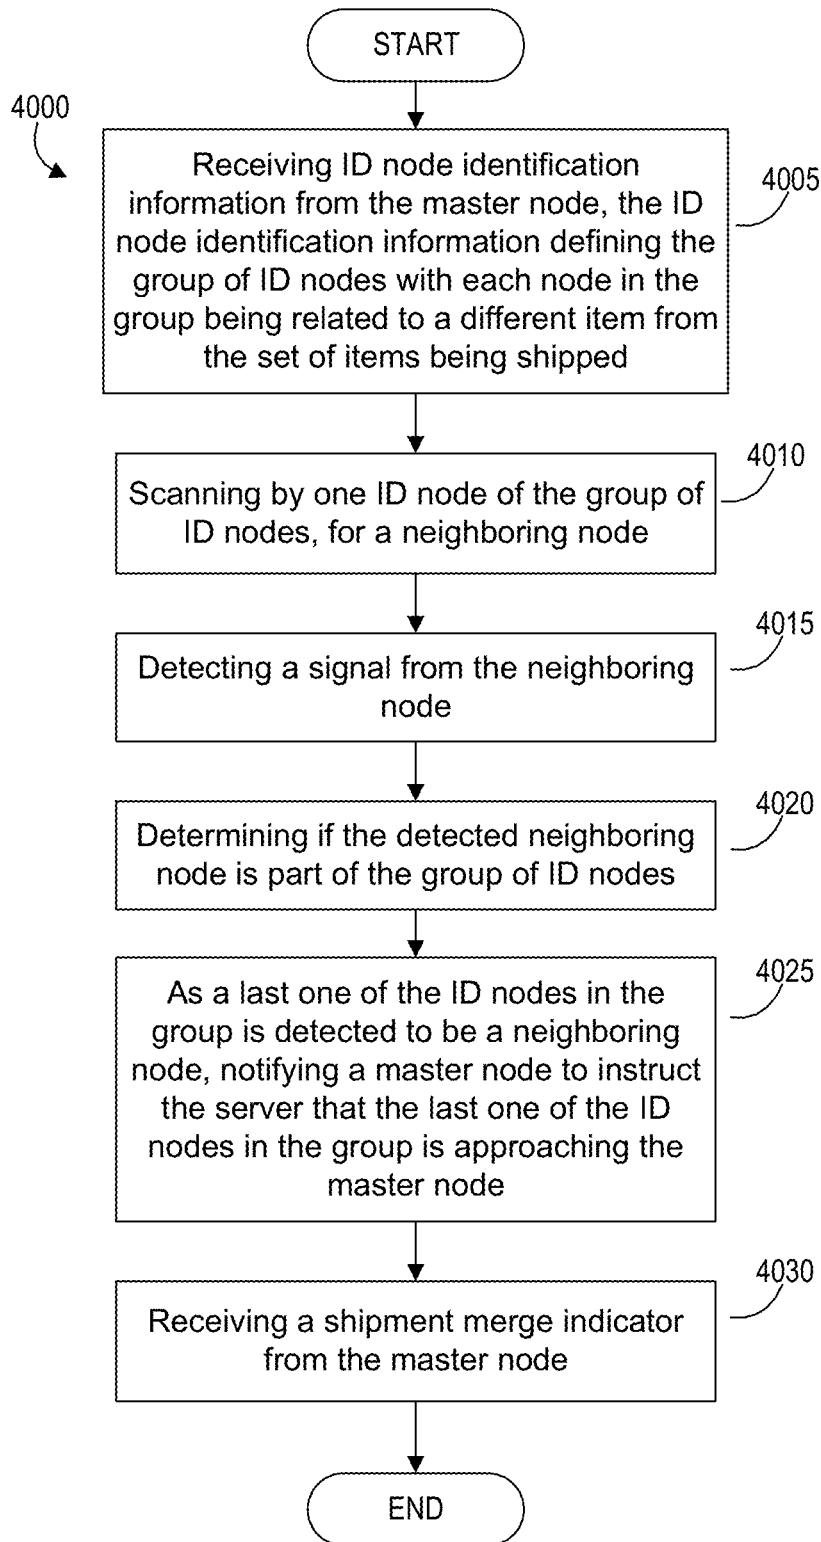 START
4000
Receiving ID node identification
information from the master node, the ID
node identification information defining the
group of ID nodes with each node in the
group being related to a different item from
the set of items being shipped
4005
Scanning by one ID node of the group of
ID nodes, for a neighboring node
4010
Detecting a signal from the neighboring
node
4015
Determining if the detected neighboring
node is part of the group of ID nodes
4020
As a last one of the ID nodes in the
group is detected to be a neighboring
node, notifying a master node to instruct
the server that the last one of the ID
nodes in the group is approaching the
master node
4025
Receiving a shipment merge indicator
from the master node
4030
END